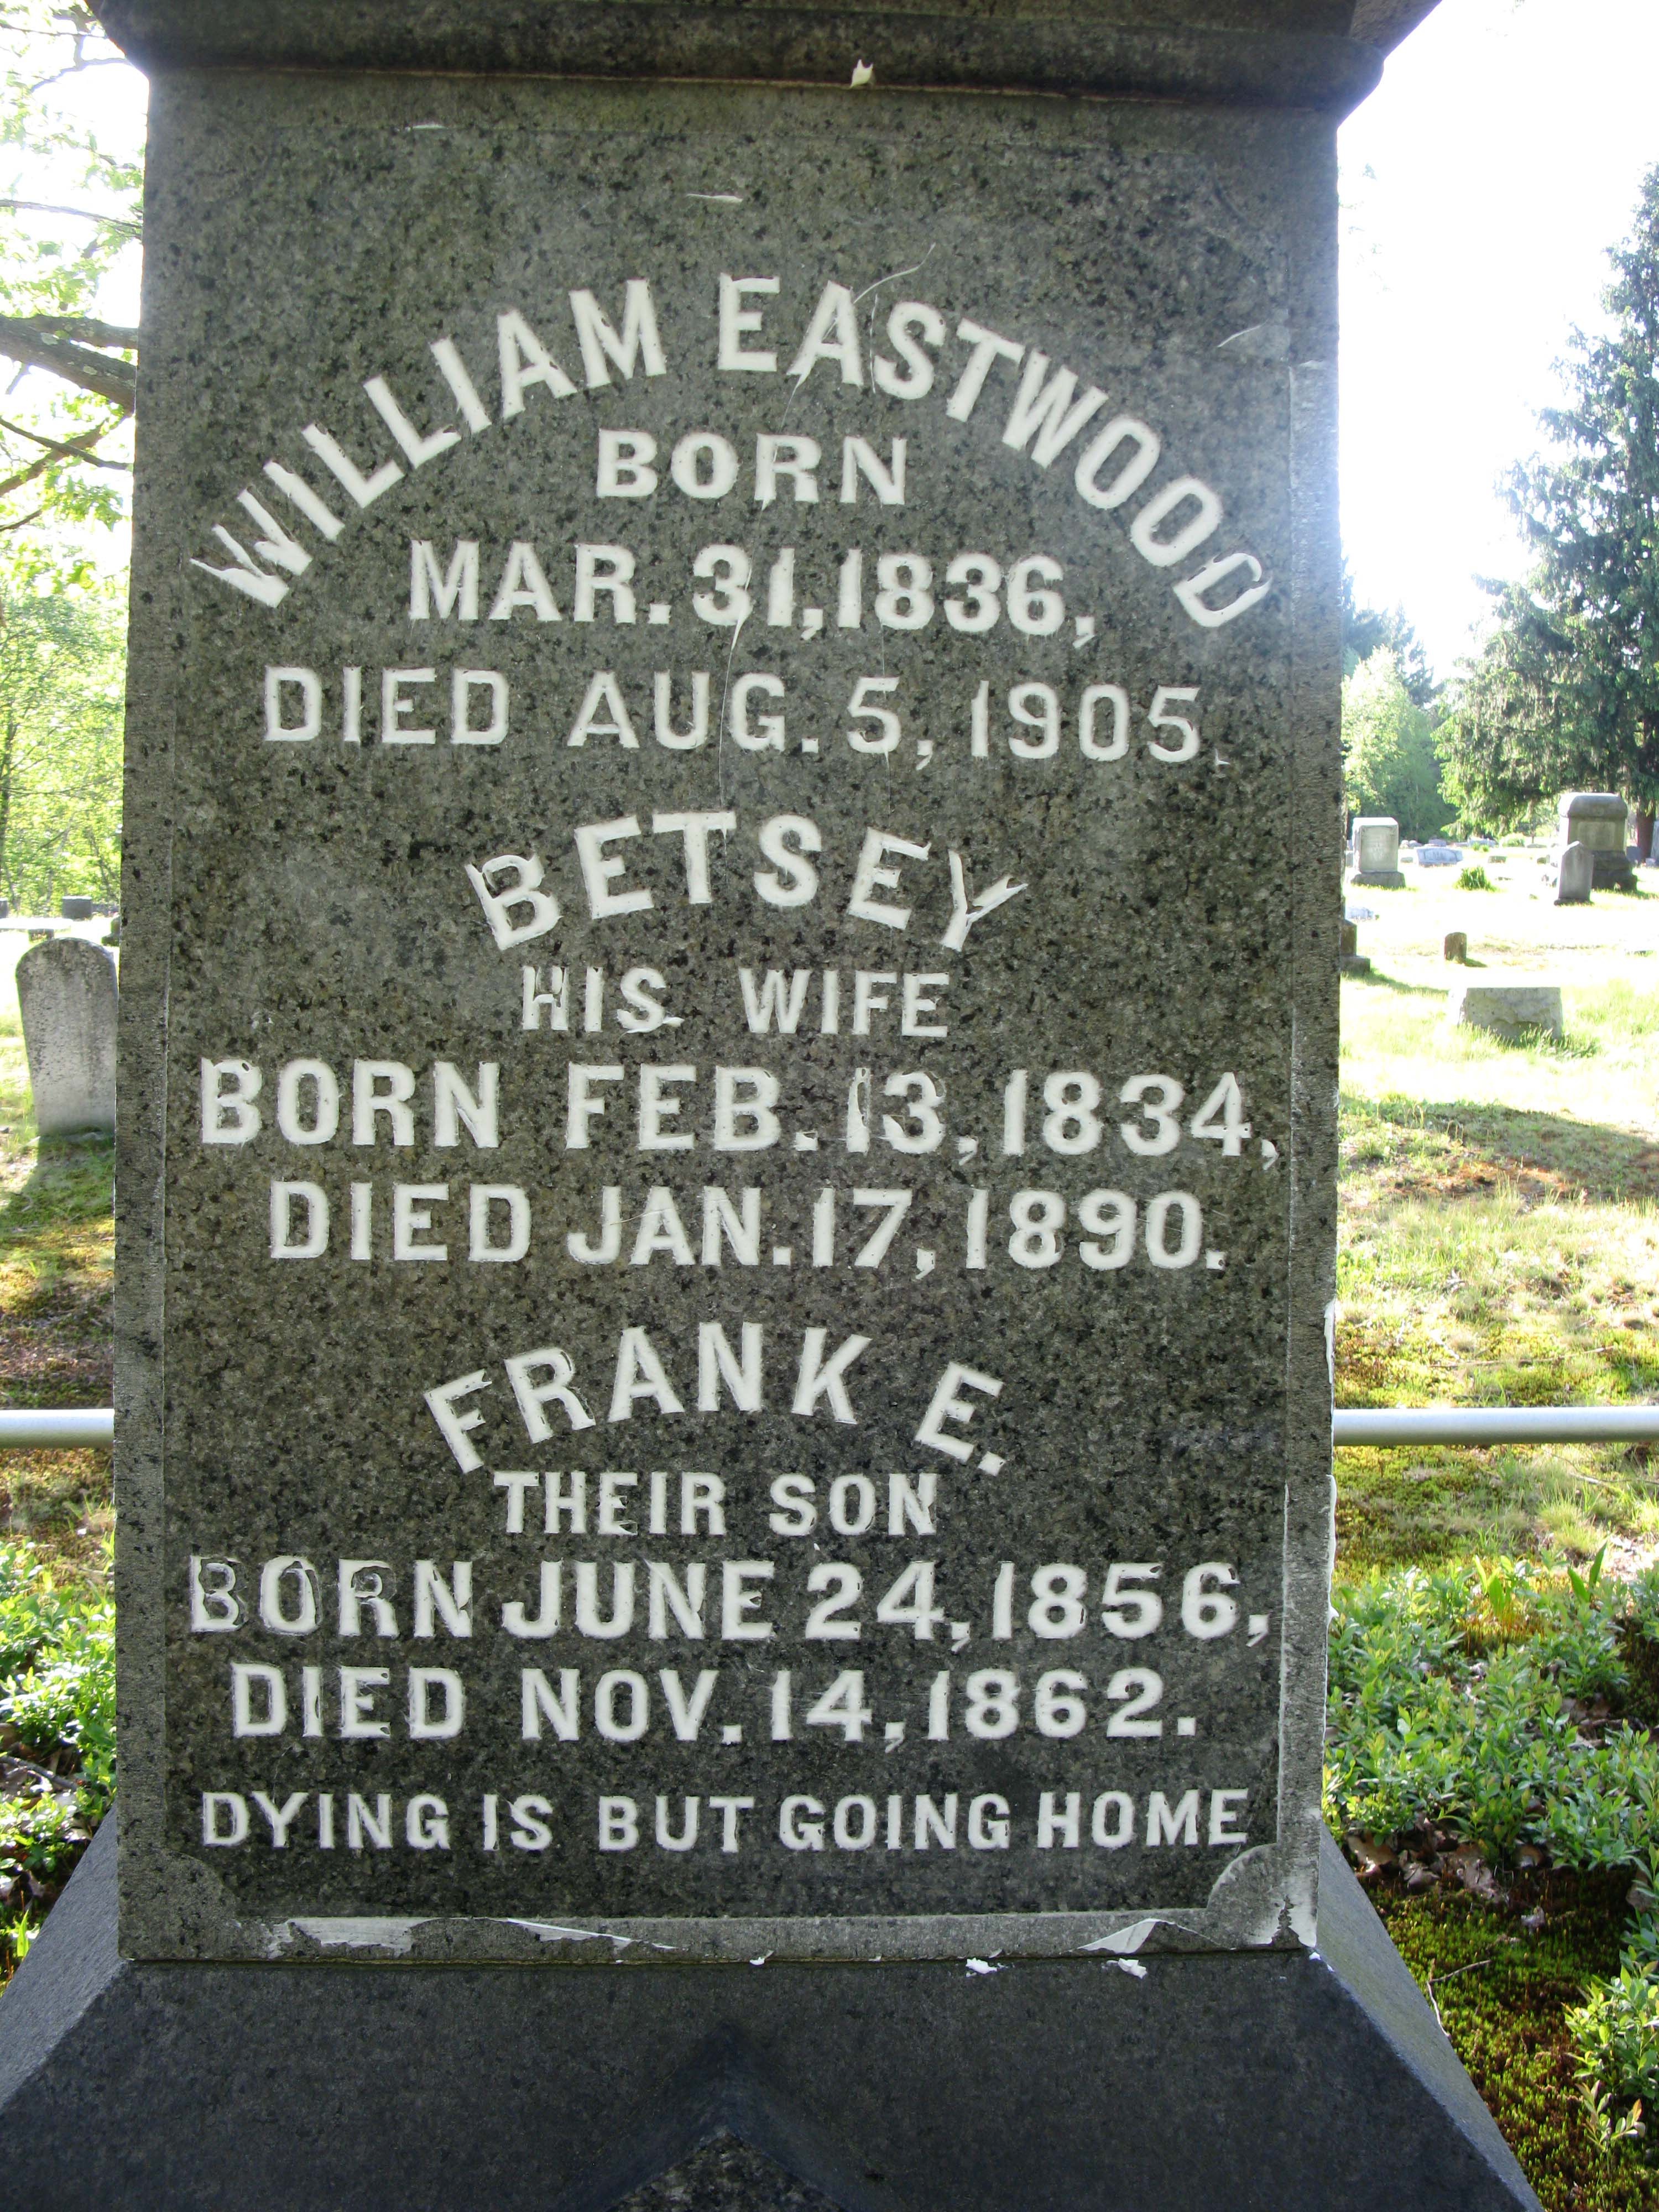 WILLIAM EASTWOOD
BORN
MAR. 31, 1836,
DIED AUG. 5, 1905.
BETSEY
HIS WIFE
BORN FEB. 13, 1834,
DIED JAN. 17, 1890.
FRANK E.
THEIR SON
BORN JUNE 24, 1856,
DIED NOV. 14, 1862.
DYING IS BUT GOING HOME